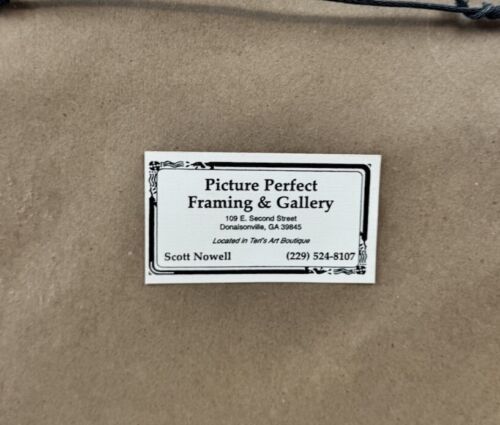 Picture Perfect
Framing & Gallery
109 E. Second Street
Donalsonville, GA 39845
Located in Teri's Art Boutique
Scott Nowell (229) 524-8107